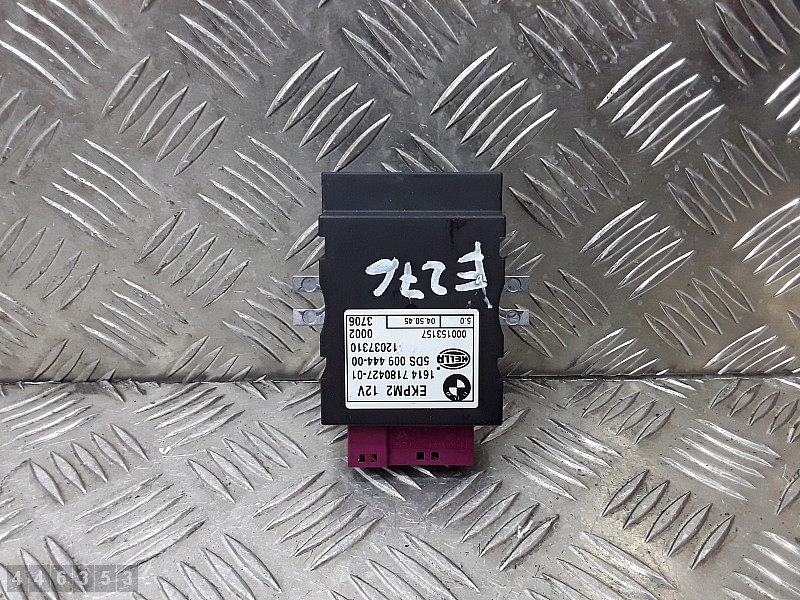 E276
EKPM2 12V
1614 7180427-01
HELLA 5DS 009 444-00
12037310
0001153157 0002
5.0 04.50.45 3706
446353